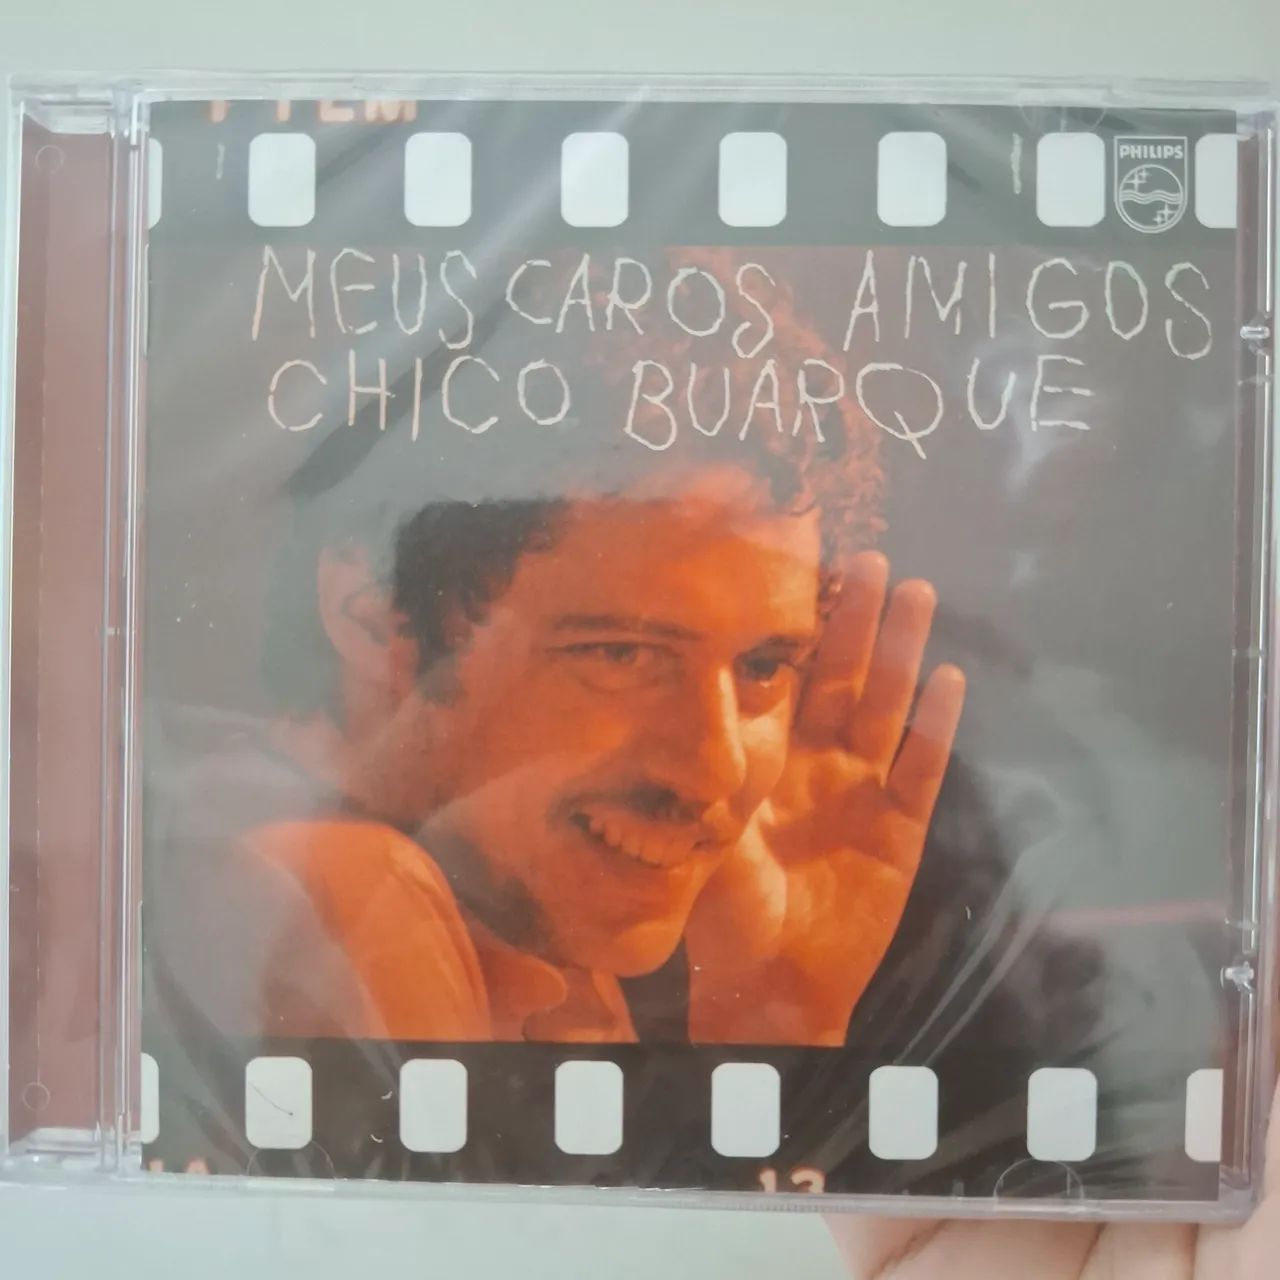 PHILIPS
MEUS CAROS AMIGOS
CHICO BUARQUE
13